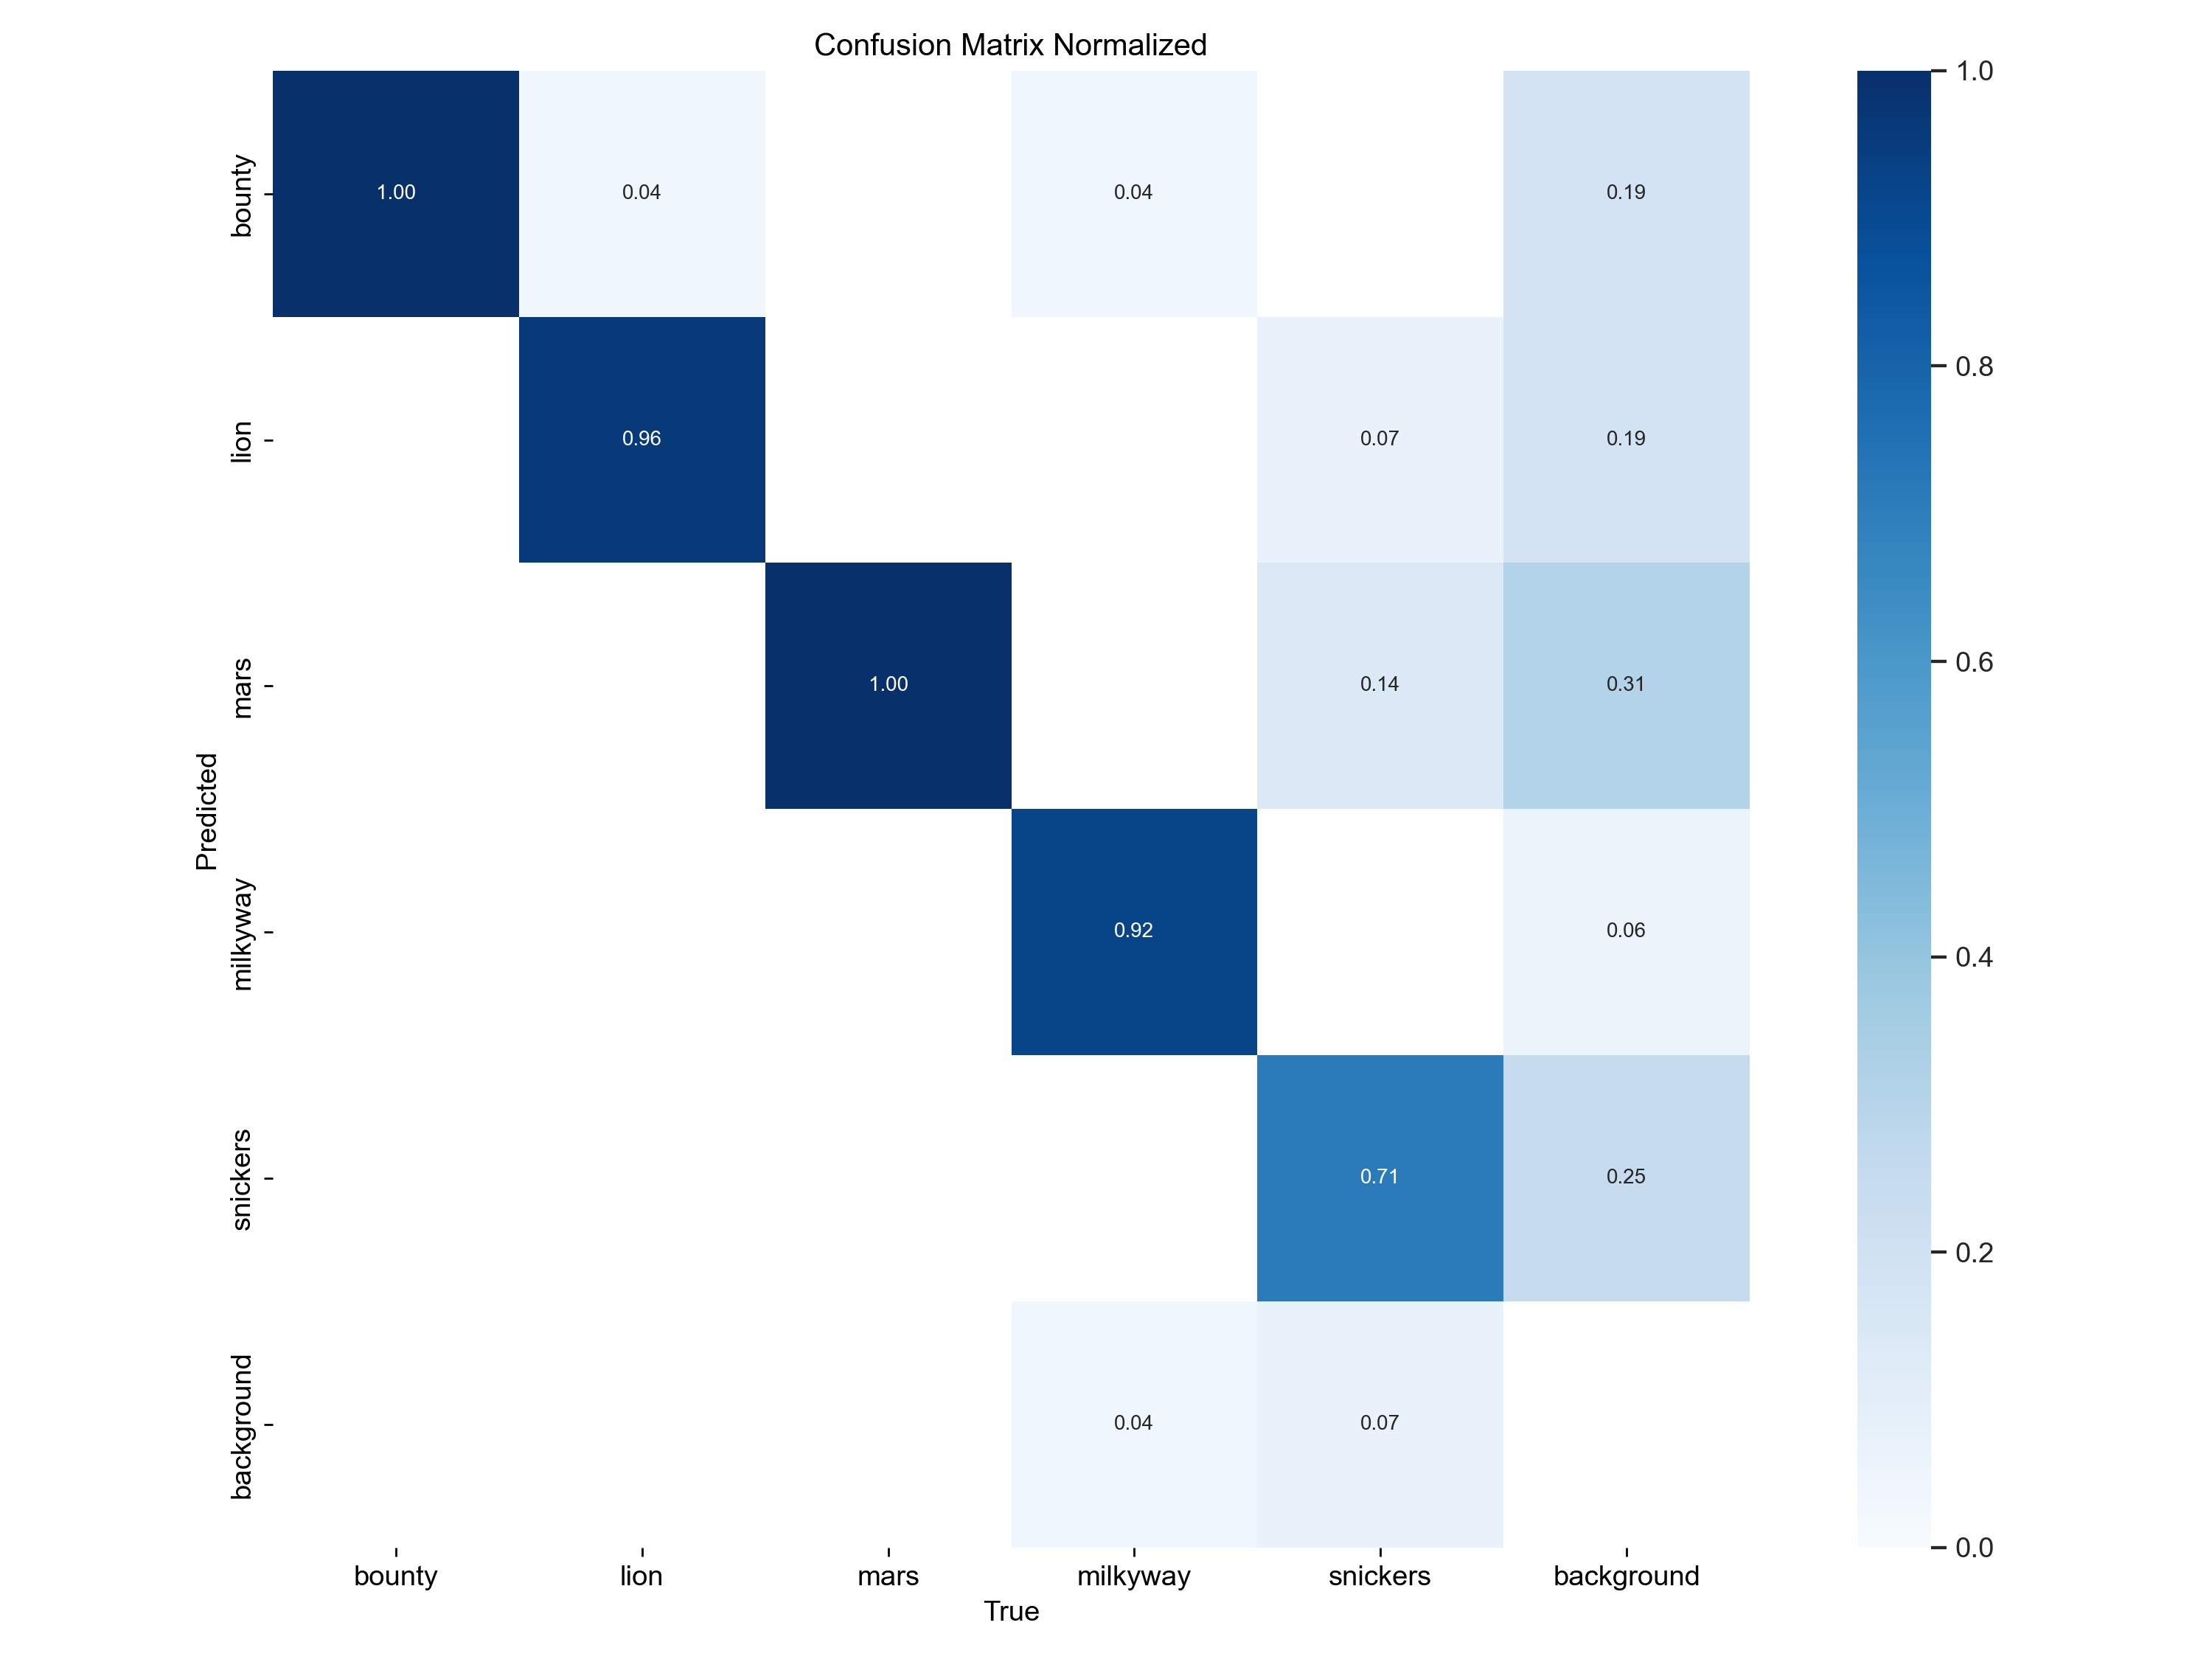 Confusion Matrix Normalized
1.0
bounty
1.00 0.04 0.04 0.19
0.8
lion
0.96 0.07 0.19
0.6
mars
1.00 0.14 0.31
Predicted
milkyway
0.92 0.06
0.4
snickers
0.71 0.25
0.2
background
0.04 0.07
0.0
bounty lion mars milkyway snickers background
True